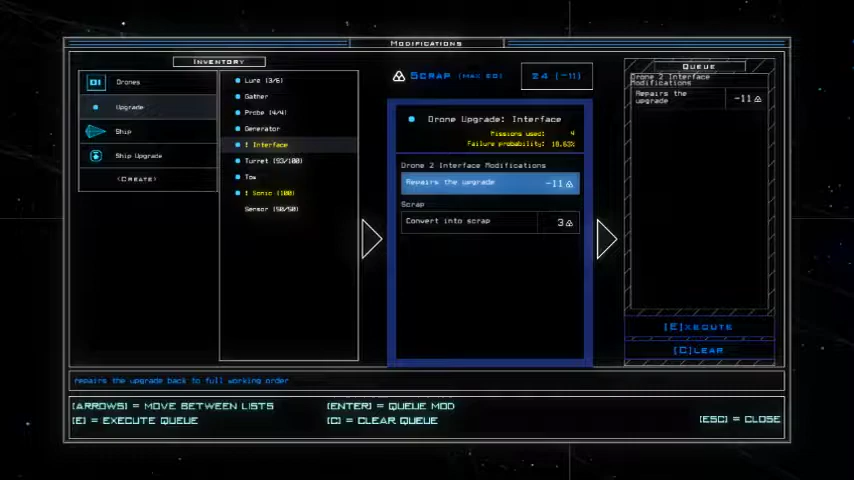 Modifications
Inventory
Drones
Upgrade
Ship
Ship Upgrade
<Create>
Lure (3/6)
Gather
Probe (4/4)
Generator
! Interface
Turret (93/100)
Tow
! Sonic (100)
Sensor (50/50)
Scrap (max 80)
24 (-11)
Drone Upgrade: Interface
Missions used: 4
Failure probability: 18.63%
Drone 2 Interface Modifications
Repairs the upgrade -11
Scrap
Convert into scrap 3
Queue
Drone 2 Interface
Modifications
Repairs the
upgrade -11
[E]xecute
[C]lear
repairs the upgrade back to full working order
[Arrows] = Move between lists
[Enter] = Queue mod
[E] = Execute queue
[C] = Clear queue
[Esc] = Close